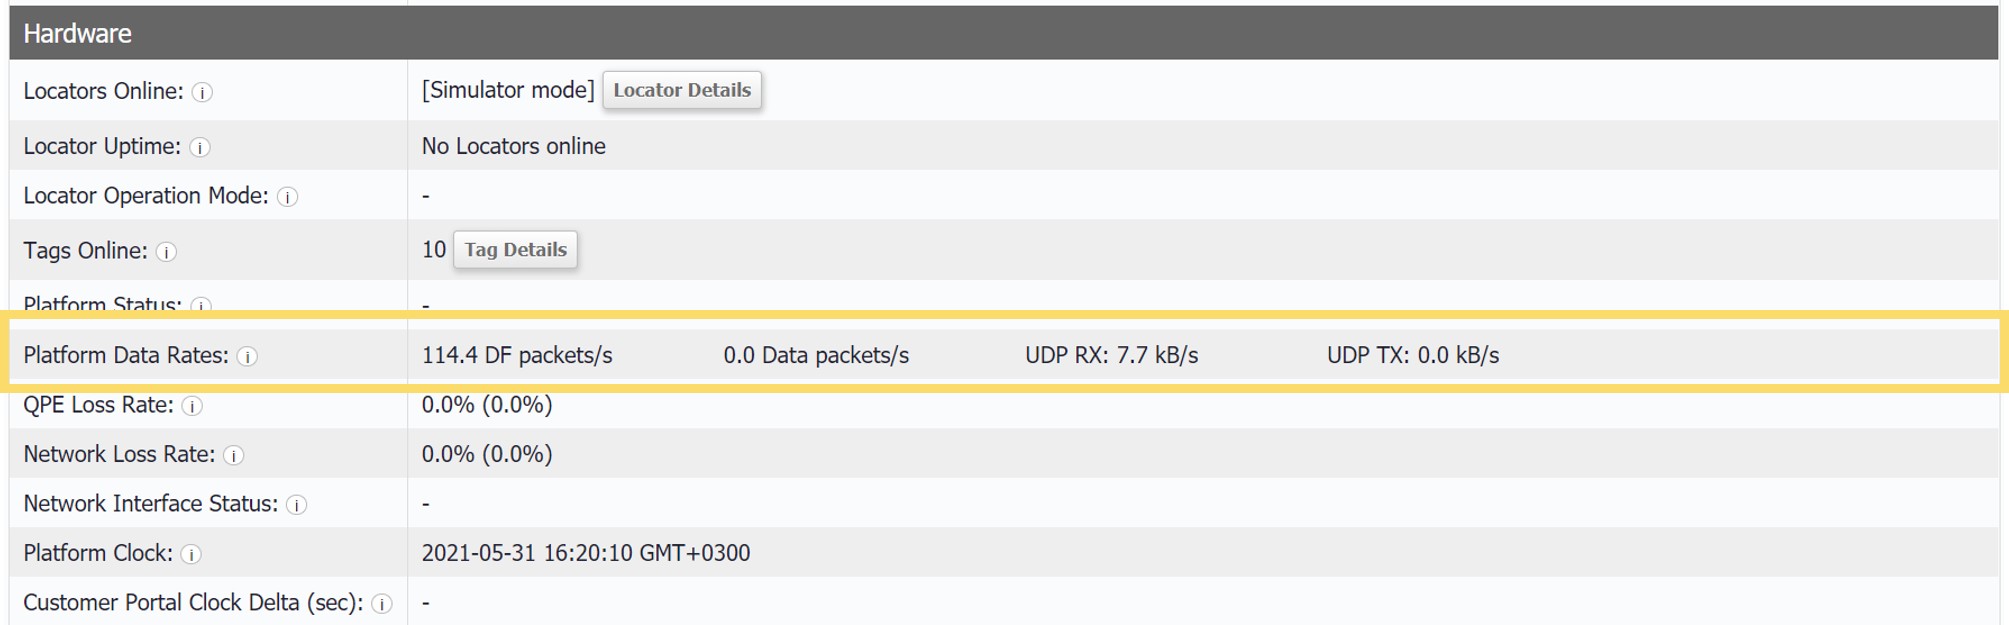 Hardware
Locators Online: i [Simulator mode] Locator Details
Locator Uptime: i No Locators online
Locator Operation Mode: i -
Tags Online: i 10 Tag Details
Platform Status: i -
Platform Data Rates: i 114.4 DF packets/s 0.0 Data packets/s UDP RX: 7.7 kB/s UDP TX: 0.0 kB/s
QPE Loss Rate: i 0.0% (0.0%)
Network Loss Rate: i 0.0% (0.0%)
Network Interface Status: i -
Platform Clock: i 2021-05-31 16:20:10 GMT+0300
Customer Portal Clock Delta (sec): i -